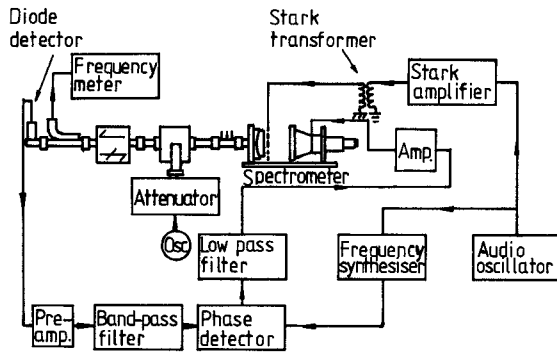 Diode
detector
Frequency
meter
Stark
transformer
Stark
amplifier
Attenuator
Osc
Spectrometer
Amp.
Low pass
filter
Frequency
synthesiser
Audio
oscillator
Pre-
amp.
Band-pass
filter
Phase
detector